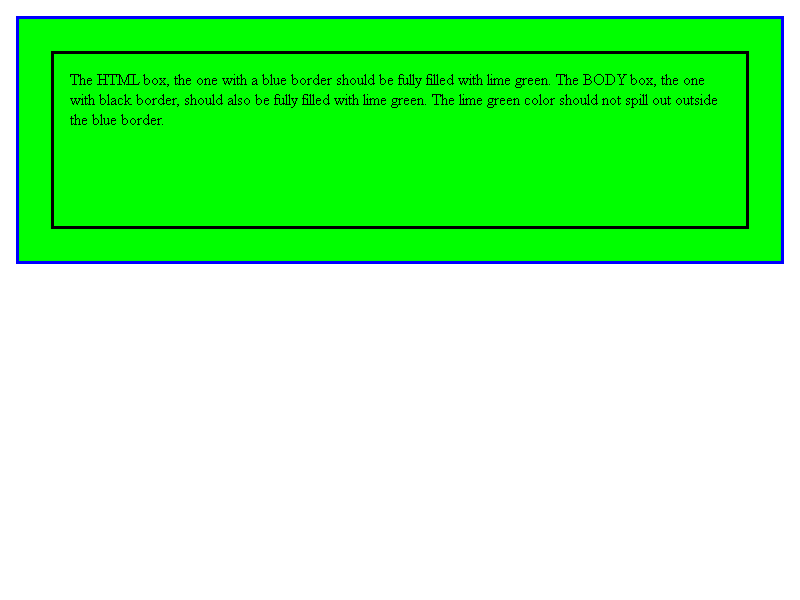 The HTML box, the one with a blue border should be fully filled with lime green. The BODY box, the one
with black border, should also be fully filled with lime green. The lime green color should not spill out outside
the blue border.